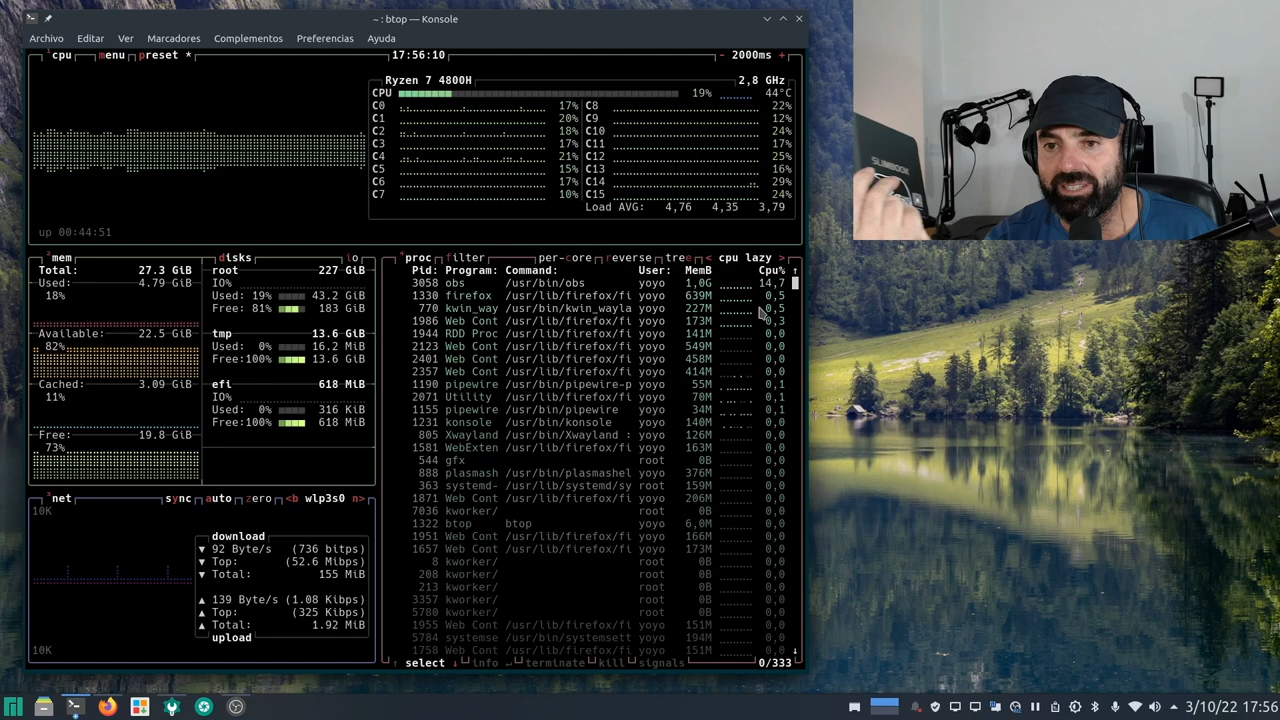 ~ : btop — Konsole
Archivo Editar Ver Marcadores Complementos Preferencias Ayuda
¹cpu menu preset * 17:56:10 - 2000ms +
Ryzen 7 4800H 2,8 GHz
CPU 19% 44°C
C0 17% C8 22%
C1 20% C9 12%
C2 18% C10 24%
C3 14% C11 17%
C4 21% C12 25%
C5 15% C13 16%
C6 17% C14 29%
C7 10% C15 24%
Load AVG: 4,76 4,35 3,79
up 00:44:51
SLIMBOOK
²mem disks io
Total: 27.3 GiB root 227 GiB
Used: 4.79 GiB IO%
18% Used: 19% 43.2 GiB
Free: 81% 183 GiB
Available: 22.5 GiB tmp 13.6 GiB
82% Used: 0% 16.2 MiB
Free:100% 13.6 GiB
Cached: 3.09 GiB efi 618 MiB
11% IO%
Used: 0% 316 KiB
Free:100% 618 MiB
Free: 19.8 GiB
73%
³net sync auto zero <b wlp3s0 n>
10K
download
▼ 92 Byte/s (736 bitps)
▼ Top: (52.6 Mibps)
▼ Total: 155 MiB
▲ 139 Byte/s (1.08 Kibps)
▲ Top: (325 Kibps)
▲ Total: 1.92 MiB
upload
10K
⁴proc filter per-core reverse tree < cpu lazy >
Pid: Program: Command: User: MemB Cpu% ↑
3058 obs /usr/bin/obs yoyo 1,0G 14,7
1330 firefox /usr/lib/firefox/fi yoyo 639M 0,5
770 kwin_way /usr/bin/kwin_wayla yoyo 227M 0,5
1986 Web Cont /usr/lib/firefox/fi yoyo 173M 0,3
1944 RDD Proc /usr/lib/firefox/fi yoyo 141M 0,0
2123 Web Cont /usr/lib/firefox/fi yoyo 549M 0,0
2401 Web Cont /usr/lib/firefox/fi yoyo 458M 0,0
2357 Web Cont /usr/lib/firefox/fi yoyo 414M 0,0
1190 pipewire /usr/bin/pipewire-p yoyo 55M 0,1
2071 Utility /usr/lib/firefox/fi yoyo 70M 0,1
1155 pipewire /usr/bin/pipewire yoyo 34M 0,1
1231 konsole /usr/bin/konsole yoyo 140M 0,0
805 Xwayland /usr/bin/Xwayland : yoyo 126M 0,0
1581 WebExten /usr/lib/firefox/fi yoyo 163M 0,0
544 gfx root 0B 0,0
888 plasmash /usr/bin/plasmashel yoyo 376M 0,0
363 systemd- /usr/lib/systemd/sy root 159M 0,0
1871 Web Cont /usr/lib/firefox/fi yoyo 206M 0,0
7036 kworker/ root 0B 0,0
1322 btop btop yoyo 6,0M 0,0
1951 Web Cont /usr/lib/firefox/fi yoyo 166M 0,0
1657 Web Cont /usr/lib/firefox/fi yoyo 173M 0,0
8 kworker/ root 0B 0,0
208 kworker/ root 0B 0,0
213 kworker/ root 0B 0,0
3357 kworker/ root 0B 0,0
5780 kworker/ root 0B 0,0
1955 Web Cont /usr/lib/firefox/fi yoyo 151M 0,0
5784 systemse /usr/bin/systemsett yoyo 194M 0,0
1758 Web Cont /usr/lib/firefox/fi yoyo 151M 0,0 ↓
↑ select ↓ info ↵ terminate kill signals 0/333
3/10/22 17:56